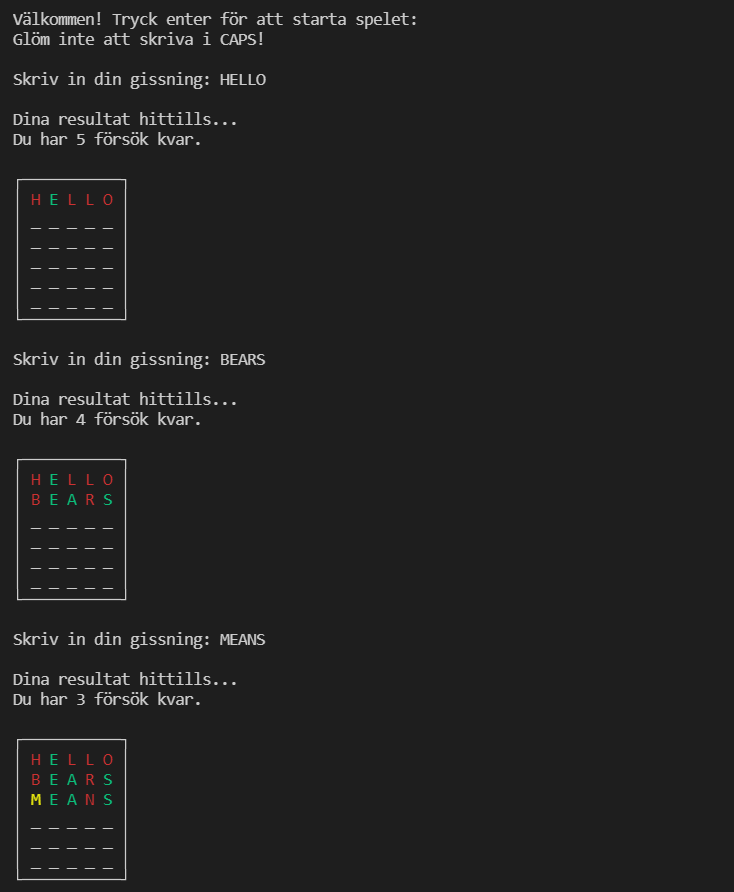 Välkommen! Tryck enter för att starta spelet:
Glöm inte att skriva i CAPS!
Skriv in din gissning: HELLO
Dina resultat hittills...
Du har 5 försök kvar.
H E L L O
_ _ _ _ _
_ _ _ _ _
_ _ _ _ _
_ _ _ _ _
_ _ _ _ _
Skriv in din gissning: BEARS
Dina resultat hittills...
Du har 4 försök kvar.
H E L L O
B E A R S
_ _ _ _ _
_ _ _ _ _
_ _ _ _ _
_ _ _ _ _
Skriv in din gissning: MEANS
Dina resultat hittills...
Du har 3 försök kvar.
H E L L O
B E A R S
M E A N S
_ _ _ _ _
_ _ _ _ _
_ _ _ _ _